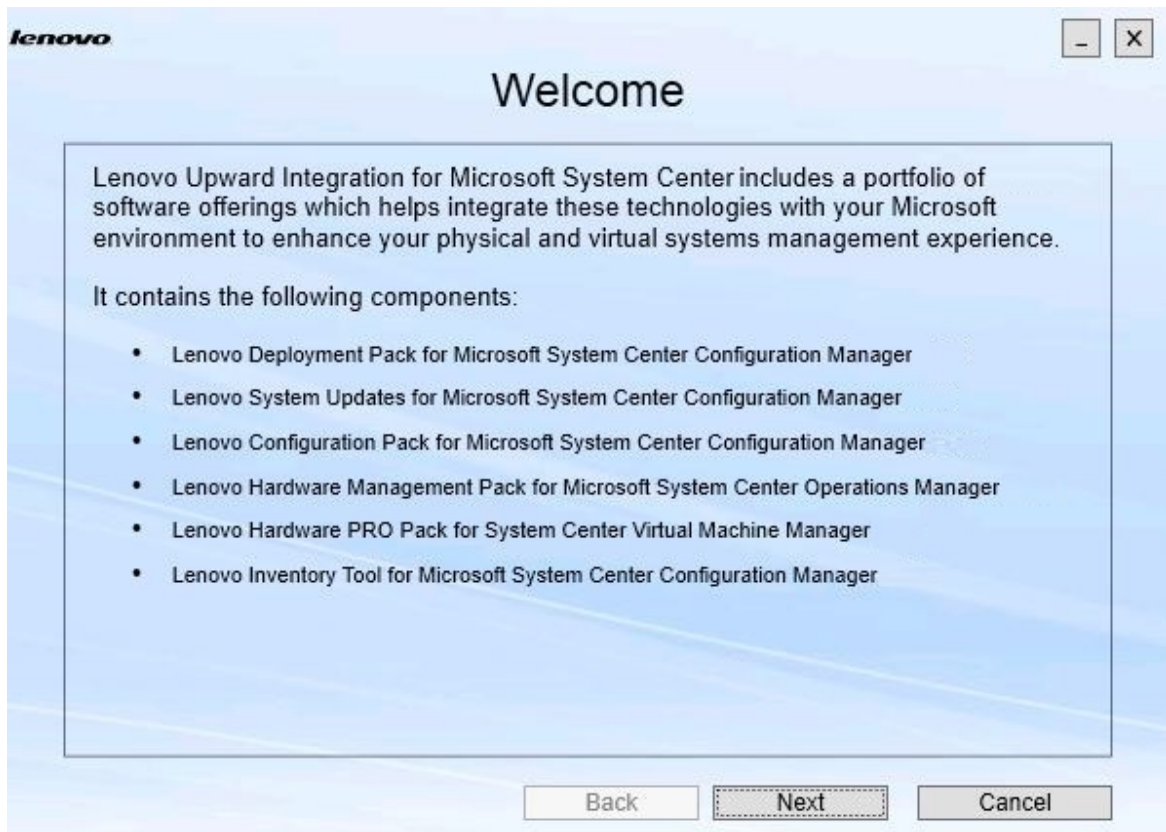 lenovo
_ X
Welcome
Lenovo Upward Integration for Microsoft System Center includes a portfolio of
software offerings which helps integrate these technologies with your Microsoft
environment to enhance your physical and virtual systems management experience.
It contains the following components:
• Lenovo Deployment Pack for Microsoft System Center Configuration Manager
• Lenovo System Updates for Microsoft System Center Configuration Manager
• Lenovo Configuration Pack for Microsoft System Center Configuration Manager
• Lenovo Hardware Management Pack for Microsoft System Center Operations Manager
• Lenovo Hardware PRO Pack for System Center Virtual Machine Manager
• Lenovo Inventory Tool for Microsoft System Center Configuration Manager
Back Next Cancel